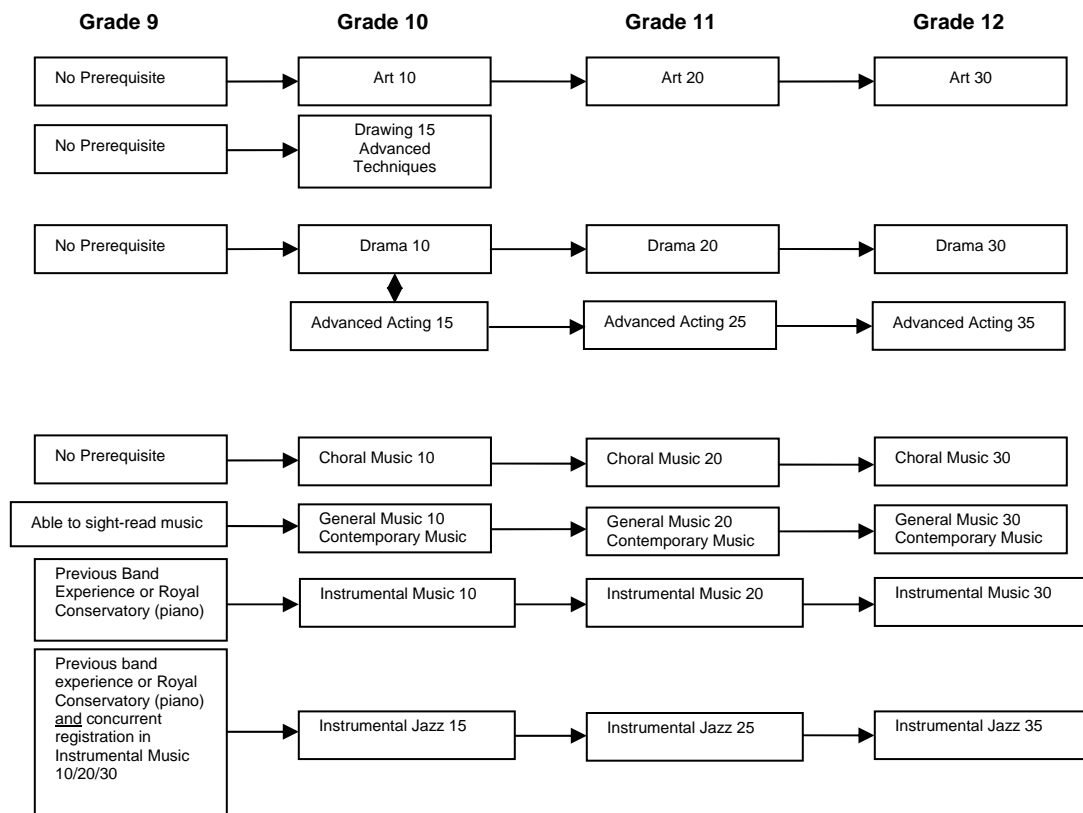 Grade 9
Grade 10
Grade 11
Grade 12
No Prerequisite
Art 10
Art 20
Art 30
No Prerequisite
Drawing 15
Advanced
Techniques
No Prerequisite
Drama 10
Drama 20
Drama 30
Advanced Acting 15
Advanced Acting 25
Advanced Acting 35
No Prerequisite
Choral Music 10
Choral Music 20
Choral Music 30
Able to sight-read music
General Music 10
Contemporary Music
General Music 20
Contemporary Music
General Music 30
Contemporary Music
Previous Band
Experience or Royal
Conservatory (piano)
Instrumental Music 10
Instrumental Music 20
Instrumental Music 30
Previous band
experience or Royal
Conservatory (piano)
and concurrent
registration in
Instrumental Music
10/20/30
Instrumental Jazz 15
Instrumental Jazz 25
Instrumental Jazz 35